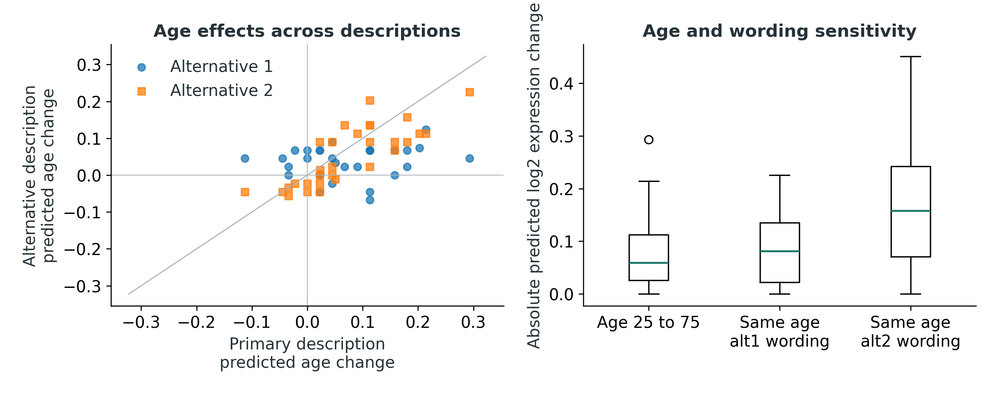 Age effects across descriptions
Alternative 1
Alternative 2
0.3
0.2
0.1
0.0
−0.1
−0.2
−0.3
Alternative description
predicted age change
−0.3
−0.2
−0.1
0.0
0.1
0.2
0.3
Primary description
predicted age change
Age and wording sensitivity
Absolute predicted log2 expression change
0.4
0.3
0.2
0.1
0.0
Age 25 to 75
Same age
alt1 wording
Same age
alt2 wording